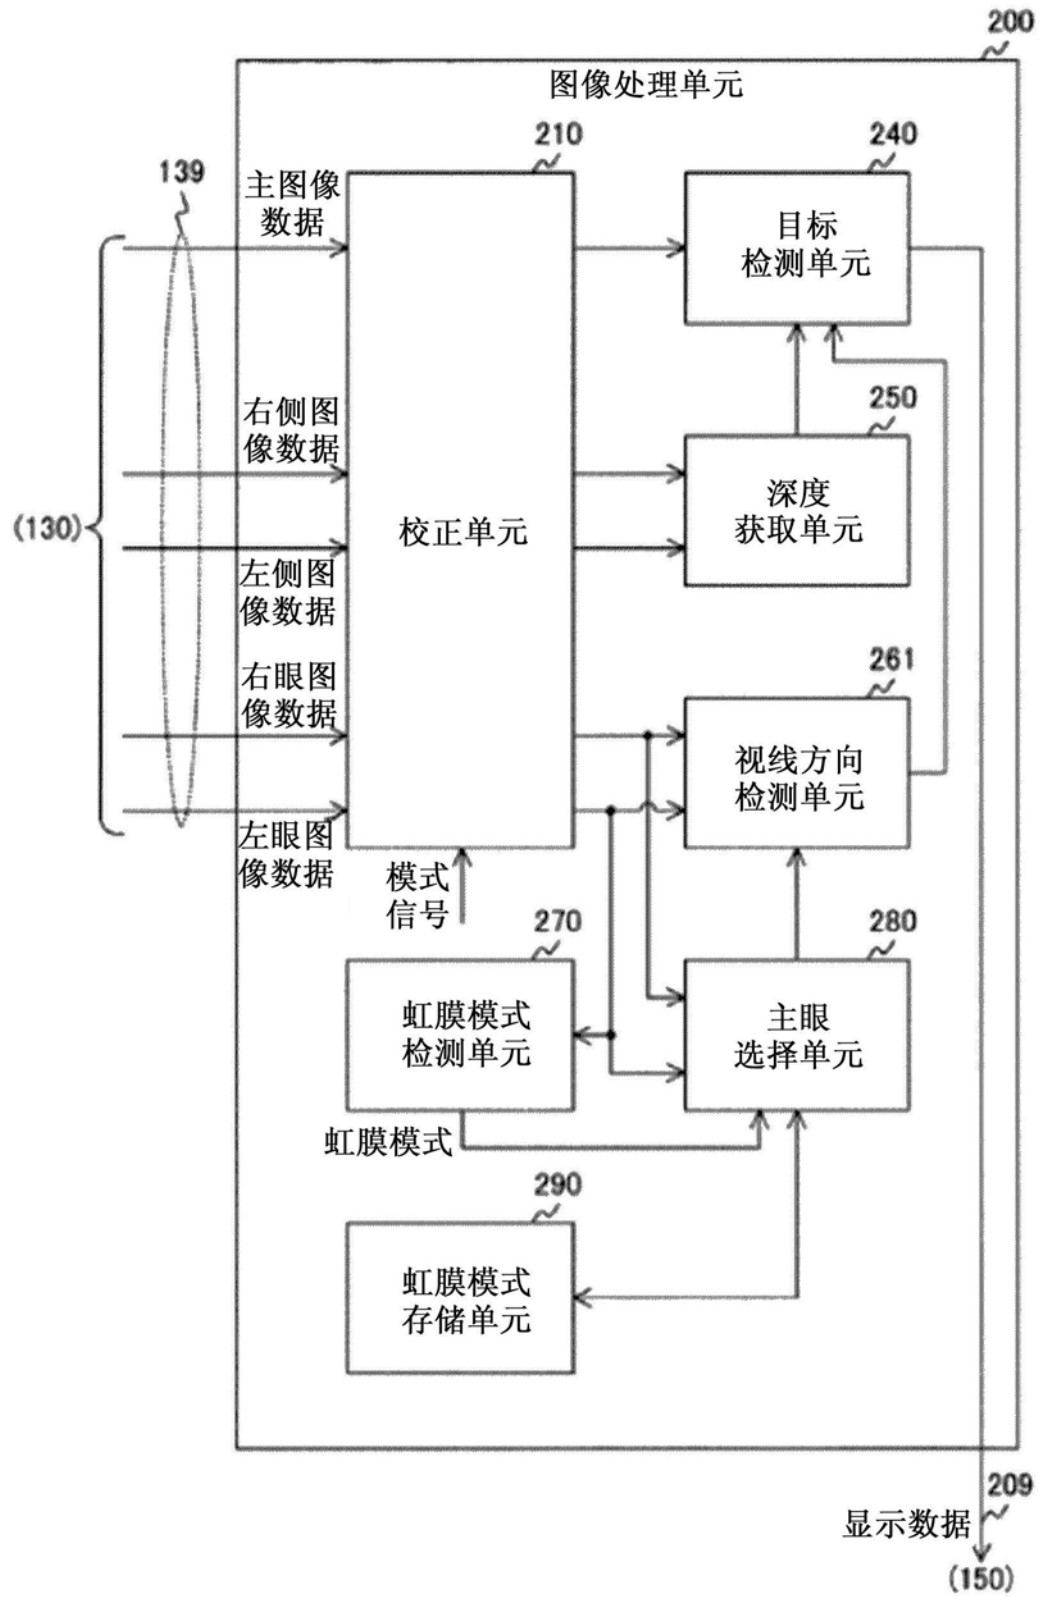 200
图像处理单元
210
240
139
主图像
数据
目标
检测单元
250
右侧图
像数据
深度
获取单元
(130)
校正单元
左侧图
像数据
261
右眼图
像数据
视线方向
检测单元
左眼图
像数据
模式
信号
270
280
虹膜模式
检测单元
主眼
选择单元
虹膜模式
290
虹膜模式
存储单元
209
显示数据
(150)